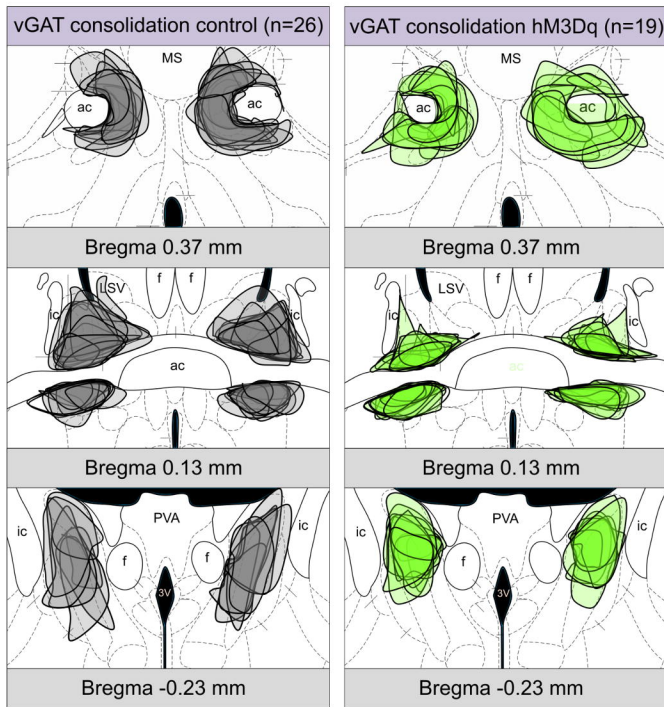 vGAT consolidation control (n=26)
MS
ac
ac
Bregma 0.37 mm
LSV
f
f
ic
ic
ac
Bregma 0.13 mm
ic
PVA
ic
f
f
3V
Bregma -0.23 mm
vGAT consolidation hM3Dq (n=19)
MS
ac
ac
Bregma 0.37 mm
LSV
f
f
ic
ic
ac
Bregma 0.13 mm
ic
PVA
ic
f
3V
Bregma -0.23 mm